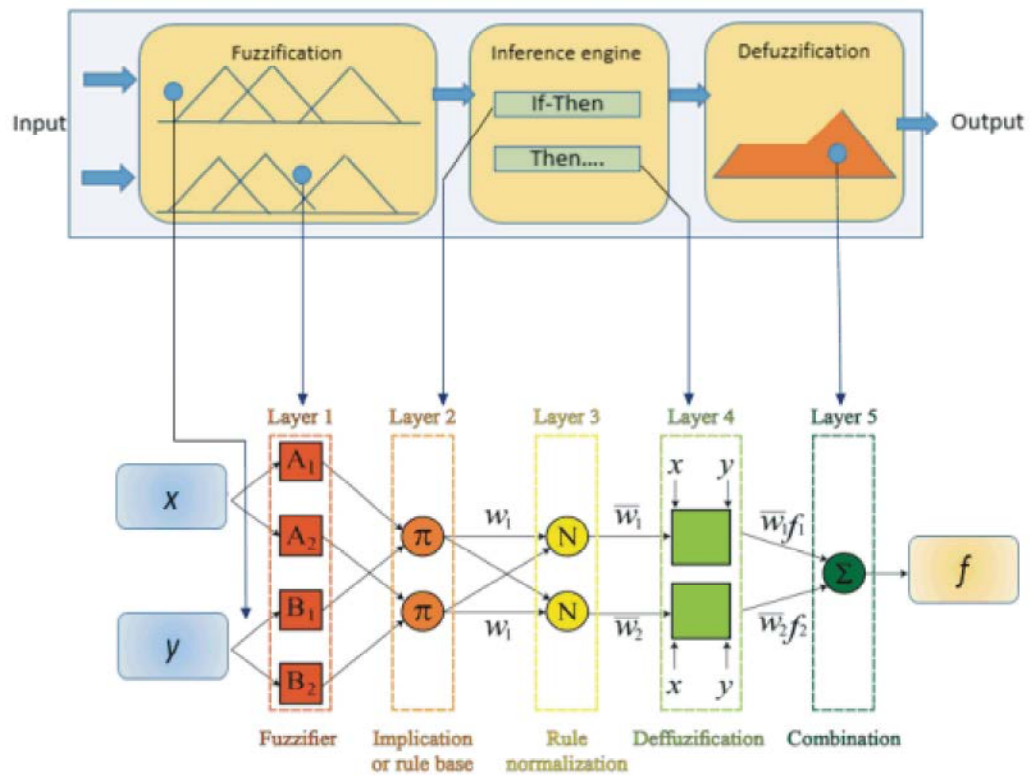 Fuzzification
Inference engine
Defuzzification
If-Then
Input
Output
Then....
Layer 1
Layer 2
Layer 3
Layer 4
Layer 5
x
A1
x y
A2
π
w1
N
w̅1
w̅1f1
Σ
f
y
B1
π
w1
N
w̅2
w̅2f2
B2
x y
Fuzzifier
Implication
or rule base
Rule
normalization
Deffuzification
Combination